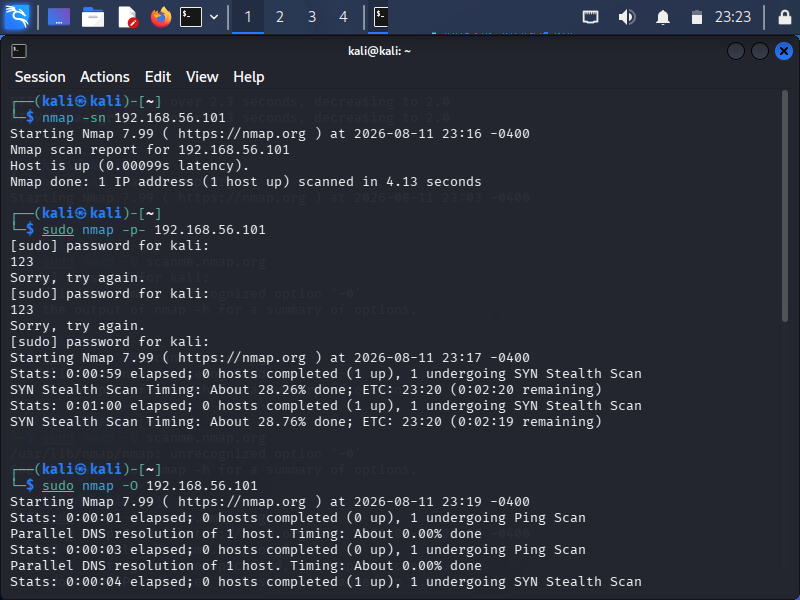 1 2 3 4 23:23
kali@kali: ~
Session Actions Edit View Help
┌──(kali㉿kali)-[~]
└─$ nmap -sn 192.168.56.101
Starting Nmap 7.99 ( https://nmap.org ) at 2026-08-11 23:16 -0400
Nmap scan report for 192.168.56.101
Host is up (0.00099s latency).
Nmap done: 1 IP address (1 host up) scanned in 4.13 seconds
┌──(kali㉿kali)-[~]
└─$ sudo nmap -p- 192.168.56.101
[sudo] password for kali:
123
Sorry, try again.
[sudo] password for kali:
123
Sorry, try again.
[sudo] password for kali:
Starting Nmap 7.99 ( https://nmap.org ) at 2026-08-11 23:17 -0400
Stats: 0:00:59 elapsed; 0 hosts completed (1 up), 1 undergoing SYN Stealth Scan
SYN Stealth Scan Timing: About 28.26% done; ETC: 23:20 (0:02:20 remaining)
Stats: 0:01:00 elapsed; 0 hosts completed (1 up), 1 undergoing SYN Stealth Scan
SYN Stealth Scan Timing: About 28.76% done; ETC: 23:20 (0:02:19 remaining)
┌──(kali㉿kali)-[~]
└─$ sudo nmap -O 192.168.56.101
Starting Nmap 7.99 ( https://nmap.org ) at 2026-08-11 23:19 -0400
Stats: 0:00:01 elapsed; 0 hosts completed (0 up), 1 undergoing Ping Scan
Parallel DNS resolution of 1 host. Timing: About 0.00% done
Stats: 0:00:03 elapsed; 0 hosts completed (0 up), 1 undergoing Ping Scan
Parallel DNS resolution of 1 host. Timing: About 0.00% done
Stats: 0:00:04 elapsed; 0 hosts completed (1 up), 1 undergoing SYN Stealth Scan